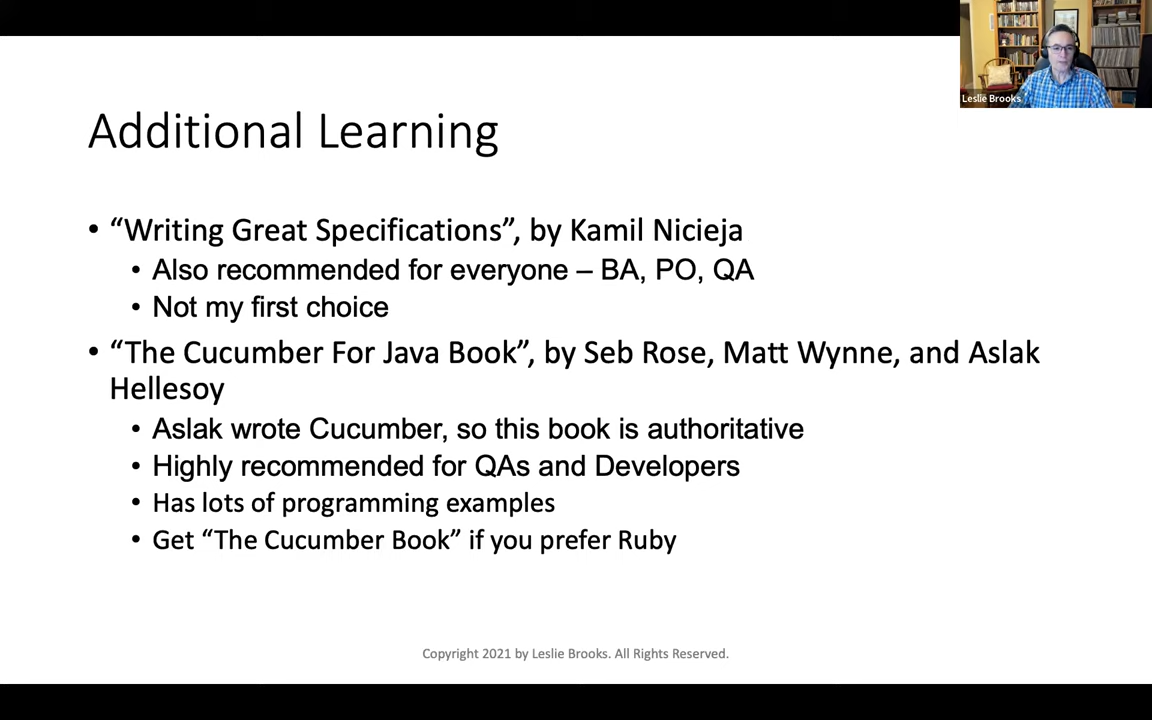 Leslie Brooks
Additional Learning
• “Writing Great Specifications”, by Kamil Nicieja
• Also recommended for everyone – BA, PO, QA
• Not my first choice
• “The Cucumber For Java Book”, by Seb Rose, Matt Wynne, and Aslak
Hellesoy
• Aslak wrote Cucumber, so this book is authoritative
• Highly recommended for QAs and Developers
• Has lots of programming examples
• Get “The Cucumber Book” if you prefer Ruby
Copyright 2021 by Leslie Brooks. All Rights Reserved.